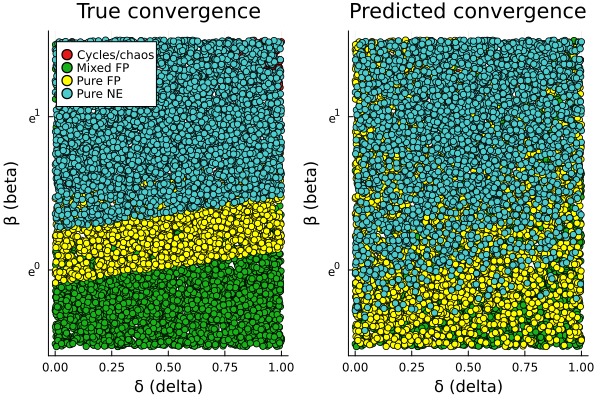 True convergence
Predicted convergence
Cycles/chaos
Mixed FP
Pure FP
Pure NE
β (beta)
e¹
e⁰
0.00 0.25 0.50 0.75 1.00
δ (delta)
β (beta)
e¹
e⁰
0.00 0.25 0.50 0.75 1.00
δ (delta)